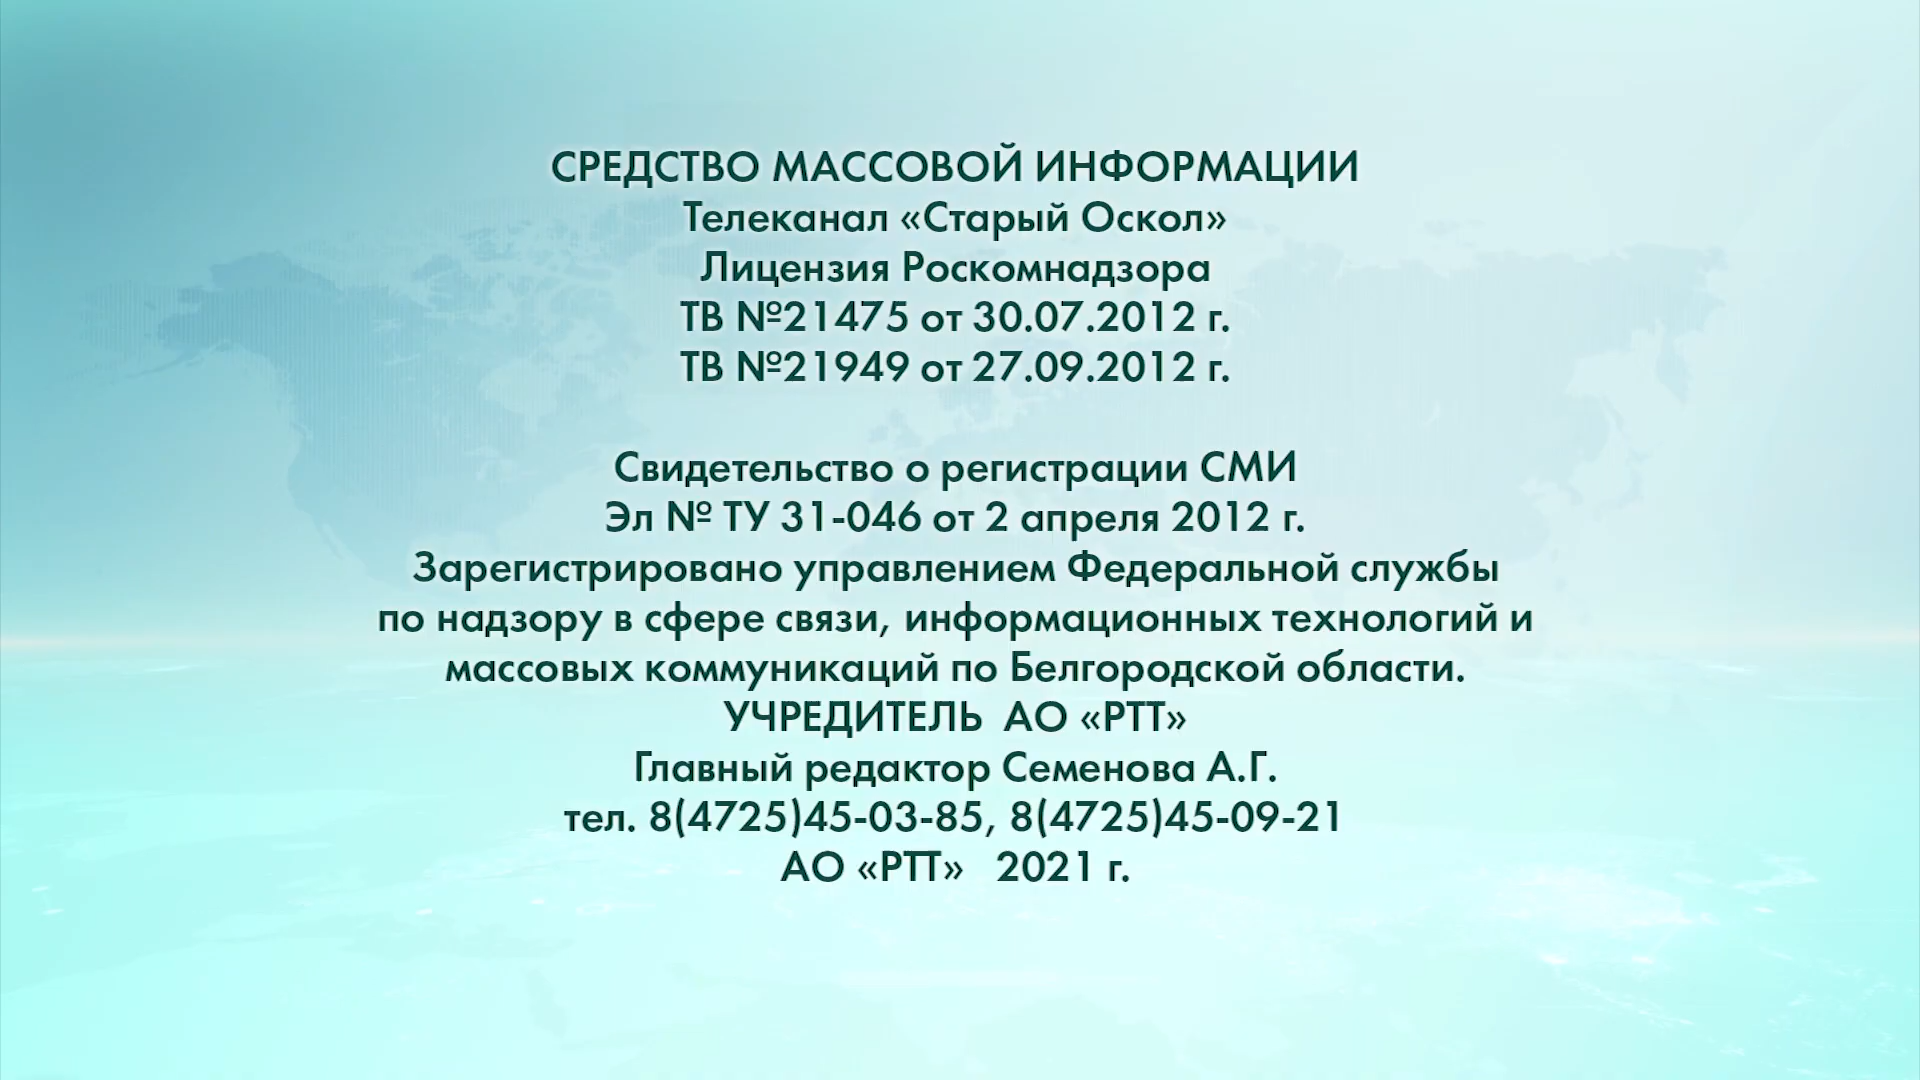 СРЕДСТВО МАССОВОЙ ИНФОРМАЦИИ
Телеканал «Старый Оскол»
Лицензия Роскомнадзора
ТВ №21475 от 30.07.2012 г.
ТВ №21949 от 27.09.2012 г.
Свидетельство о регистрации СМИ
Эл № ТУ 31-046 от 2 апреля 2012 г.
Зарегистрировано управлением Федеральной службы
по надзору в сфере связи, информационных технологий и
массовых коммуникаций по Белгородской области.
УЧРЕДИТЕЛЬ  АО «РТТ»
Главный редактор Семенова А.Г.
тел. 8(4725)45-03-85, 8(4725)45-09-21
АО «РТТ»   2021 г.